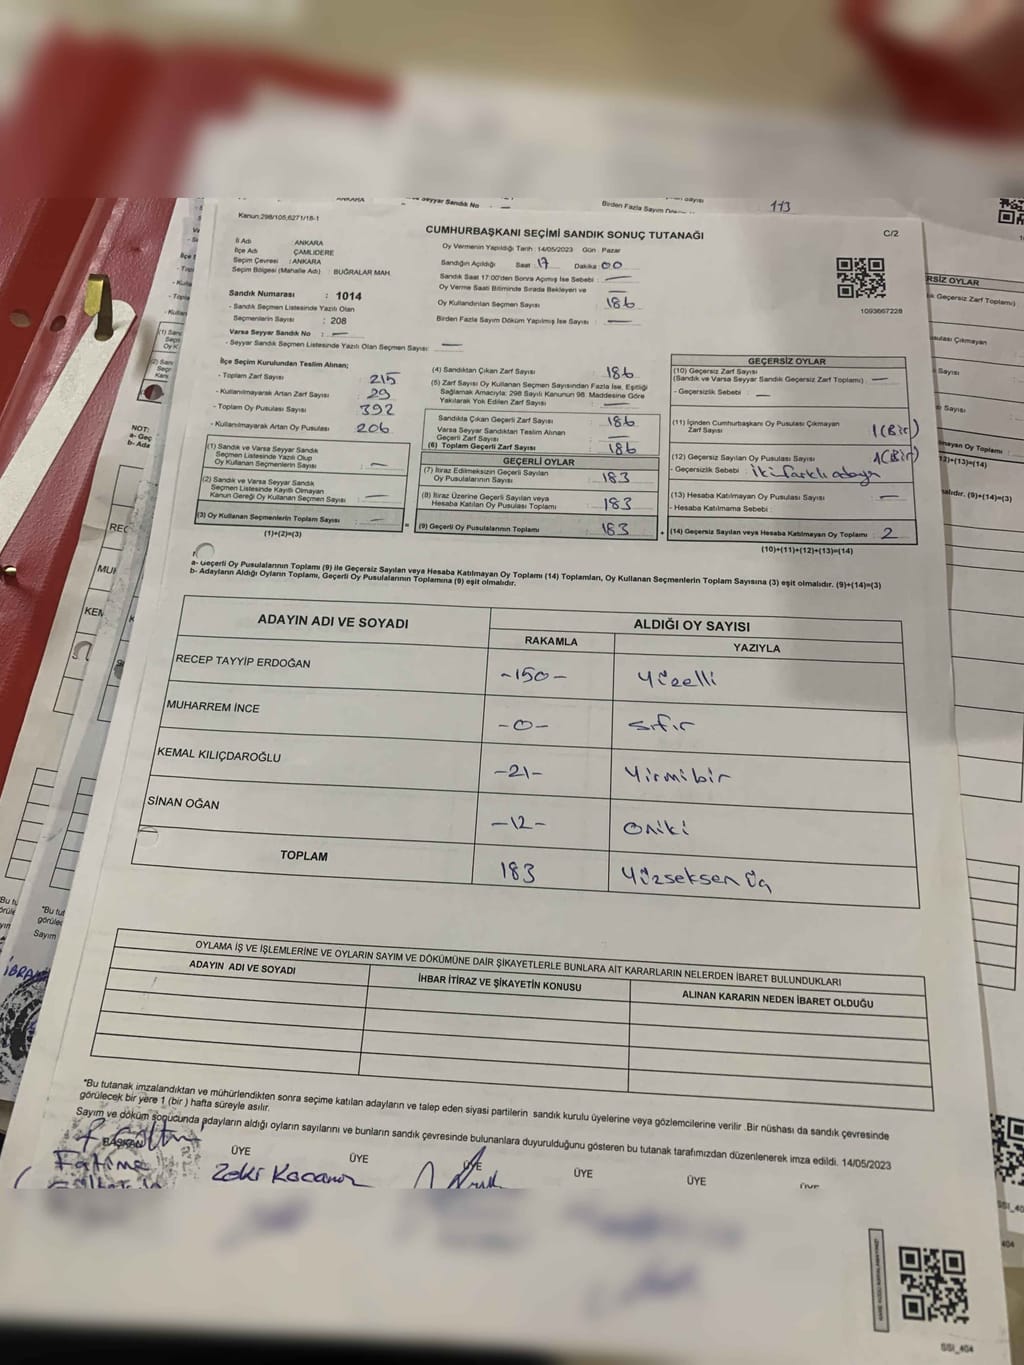 Birden Fazla Sayım
113
Kanun:298/105,6271/18-1
CUMHURBAŞKANI SEÇİMİ SANDIK SONUÇ TUTANAĞI
C/2
İl Adı ANKARA
İlçe Adı ÇAMLIDERE
Seçim Çevresi : ANKARA
Seçim Bölgesi (Mahalle Adı) : BUĞRALAR MAH.
Sandık Numarası : 1014
- Sandık Seçmen Listesinde Yazılı Olan
Seçmenlerin Sayısı : 208
Varsa Seyyar Sandık No : —
- Seyyar Sandık Seçmen Listesinde Yazılı Olan Seçmen Sayısı: —
Oy Vermenin Yapıldığı Tarih :14/05/2023 Gün : Pazar
Sandığın Açıldığı Saat 17 Dakika :00
Sandık Saat 17:00'den Sonra Açılmış İse Sebebi : —
Oy Verme Saati Bitiminde Sırada Bekleyen ve : —
Oy Kullandırılan Seçmen Sayısı : 186
Birden Fazla Sayım Döküm Yapılmış İse Sayısı : —
1093667228
İlçe Seçim Kurulundan Teslim Alınan;
- Toplam Zarf Sayısı : 215
- Kullanılmayarak Artan Zarf Sayısı : 29
- Toplam Oy Pusulası Sayısı : 392
- Kullanılmayarak Artan Oy Pusulası : 206
(1) Sandık ve Varsa Seyyar Sandık
Seçmen Listesinde Yazılı Olup
Oy Kullanan Seçmenlerin Sayısı : —
(2) Sandık ve Varsa Seyyar Sandık
Seçmen Listesinde Kayıtlı Olmayan
Kanun Gereği Oy Kullanan Seçmen Sayısı : —
(3) Oy Kullanan Seçmenlerin Toplam Sayısı : —
(1)+(2)=(3)
(4) Sandıktan Çıkan Zarf Sayısı : 186
(5) Zarf Sayısı Oy Kullanan Seçmen Sayısından Fazla İse, Eşitliği
Sağlamak Amacıyla; 298 Sayılı Kanunun 98. Maddesine Göre
Yakılarak Yok Edilen Zarf Sayısı : —
Sandıkta Çıkan Geçerli Zarf Sayısı : 186
Varsa Seyyar Sandıktan Teslim Alınan
Geçerli Zarf Sayısı : —
(6) Toplam Geçerli Zarf Sayısı : 186
GEÇERLİ OYLAR
(7) İtiraz Edilmeksizin Geçerli Sayılan
Oy Pusulalarının Sayısı : 183
(8) İtiraz Üzerine Geçerli Sayılan veya
Hesaba Katılan Oy Pusulası Toplamı : 183
(9) Geçerli Oy Pusulalarının Toplamı : 183
GEÇERSİZ OYLAR
(10) Geçersiz Zarf Sayısı
(Sandık ve Varsa Seyyar Sandık Geçersiz Zarf Toplamı) : —
- Geçersizlik Sebebi : —
(11) İçinden Cumhurbaşkanı Oy Pusulası Çıkmayan
Zarf Sayısı : 1(Bir)
(12) Geçersiz Sayılan Oy Pusulası Sayısı : 1(Bir)
- Geçersizlik Sebebi : İki farklı adaya
(13) Hesaba Katılmayan Oy Pusulası Sayısı : —
- Hesaba Katılmama Sebebi :
(14) Geçersiz Sayılan veya Hesaba Katılmayan Oy Toplamı : 2
(10)+(11)+(12)+(13)=(14)
a- Geçerli Oy Pusulalarının Toplamı (9) ile Geçersiz Sayılan veya Hesaba Katılmayan Oy Toplamı (14) Toplamları, Oy Kullanan Seçmenlerin Toplam Sayısına (3) eşit olmalıdır. (9)+(14)=(3)
b- Adayların Aldığı Oyların Toplamı, Geçerli Oy Pusulalarının Toplamına (9) eşit olmalıdır.
ADAYIN ADI VE SOYADI ALDIĞI OY SAYISI
RAKAMLA YAZIYLA
RECEP TAYYİP ERDOĞAN -150- Yüzelli
MUHARREM İNCE -0- sıfır
KEMAL KILIÇDAROĞLU -21- Yirmibir
SİNAN OĞAN -12- Oniki
TOPLAM 183 Yüzseksen Üç
OYLAMA İŞ VE İŞLEMLERİNE VE OYLARIN SAYIM VE DÖKÜMÜNE DAİR ŞİKAYETLERLE BUNLARA AİT KARARLARIN NELERDEN İBARET BULUNDUKLARI
ADAYIN ADI VE SOYADI İHBAR İTİRAZ VE ŞİKAYETİN KONUSU ALINAN KARARIN NEDEN İBARET OLDUĞU
*Bu tutanak imzalandıktan ve mühürlendikten sonra seçime katılan adayların ve talep eden siyasi partilerin sandık kurulu üyelerine veya gözlemcilerine verilir .Bir nüshası da sandık çevresinde
görülecek bir yere 1 (bir ) hafta süreyle asılır.
Sayım ve döküm sonucunda adayların aldığı oyların sayılarını ve bunların sandık çevresinde bulunanlara duyurulduğunu gösteren bu tutanak tarafımızdan düzenlenerek imza edildi. 14/05/2023
BAŞKAN ÜYE ÜYE ÜYE ÜYE ÜYE
Fatime
Zeki
SSI_404